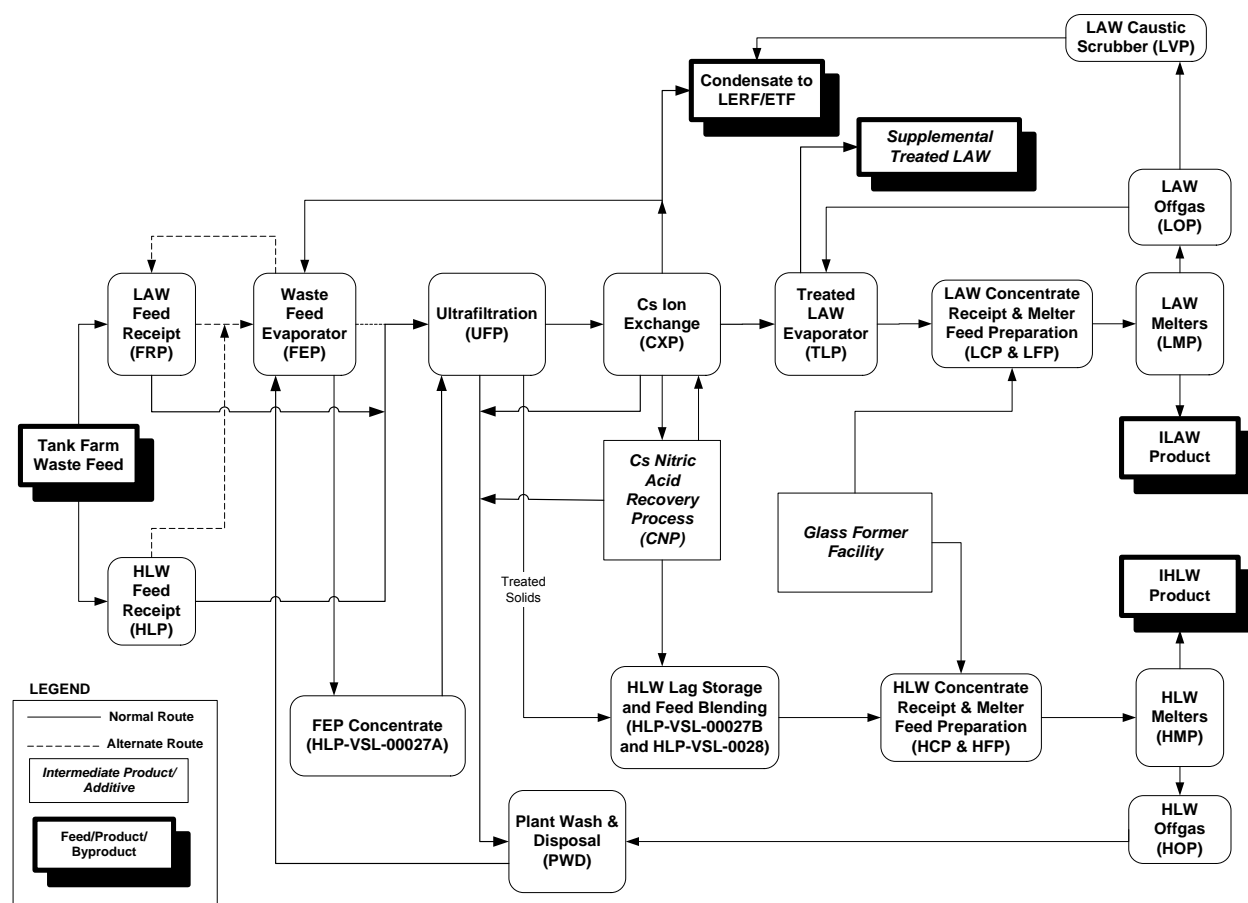 LAW Caustic
Scrubber (LVP)
Condensate to
LERF/ETF
Supplemental
Treated LAW
LAW
Offgas
(LOP)
LAW
Feed
Receipt
(FRP)
Waste
Feed
Evaporator
(FEP)
Ultrafiltration
(UFP)
Cs Ion
Exchange
(CXP)
Treated
LAW
Evaporator
(TLP)
LAW Concentrate
Receipt & Melter
Feed Preparation
(LCP & LFP)
LAW
Melters
(LMP)
Tank Farm
Waste Feed
ILAW
Product
Cs Nitric
Acid
Recovery
Process
(CNP)
Glass Former
Facility
HLW
Feed
Receipt
(HLP)
Treated
Solids
IHLW
Product
LEGEND
Normal Route
Alternate Route
Intermediate Product/
Additive
Feed/Product/
Byproduct
FEP Concentrate
(HLP-VSL-00027A)
HLW Lag Storage
and Feed Blending
(HLP-VSL-00027B
and HLP-VSL-0028)
HLW Concentrate
Receipt & Melter
Feed Preparation
(HCP & HFP)
HLW
Melters
(HMP)
Plant Wash &
Disposal
(PWD)
HLW
Offgas
(HOP)